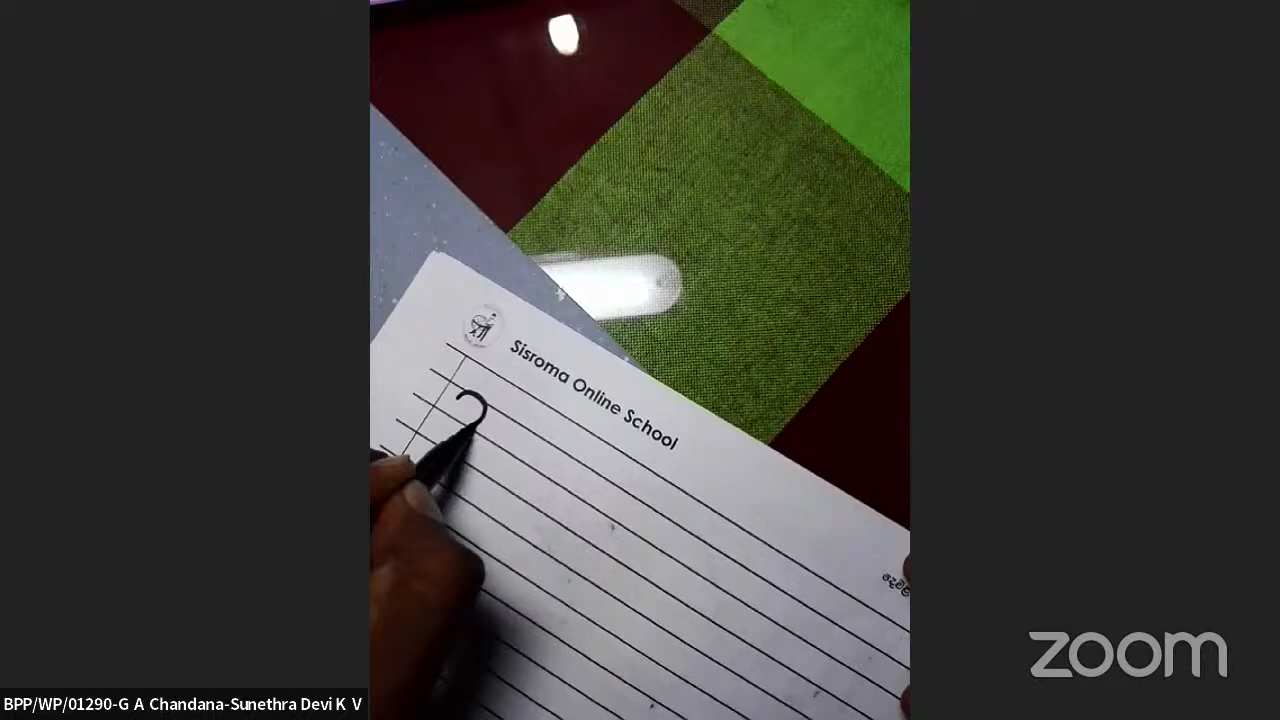 Sisroma Online School
BPP/WP/01290-G A Chandana-Sunethra Devi K V
zoom